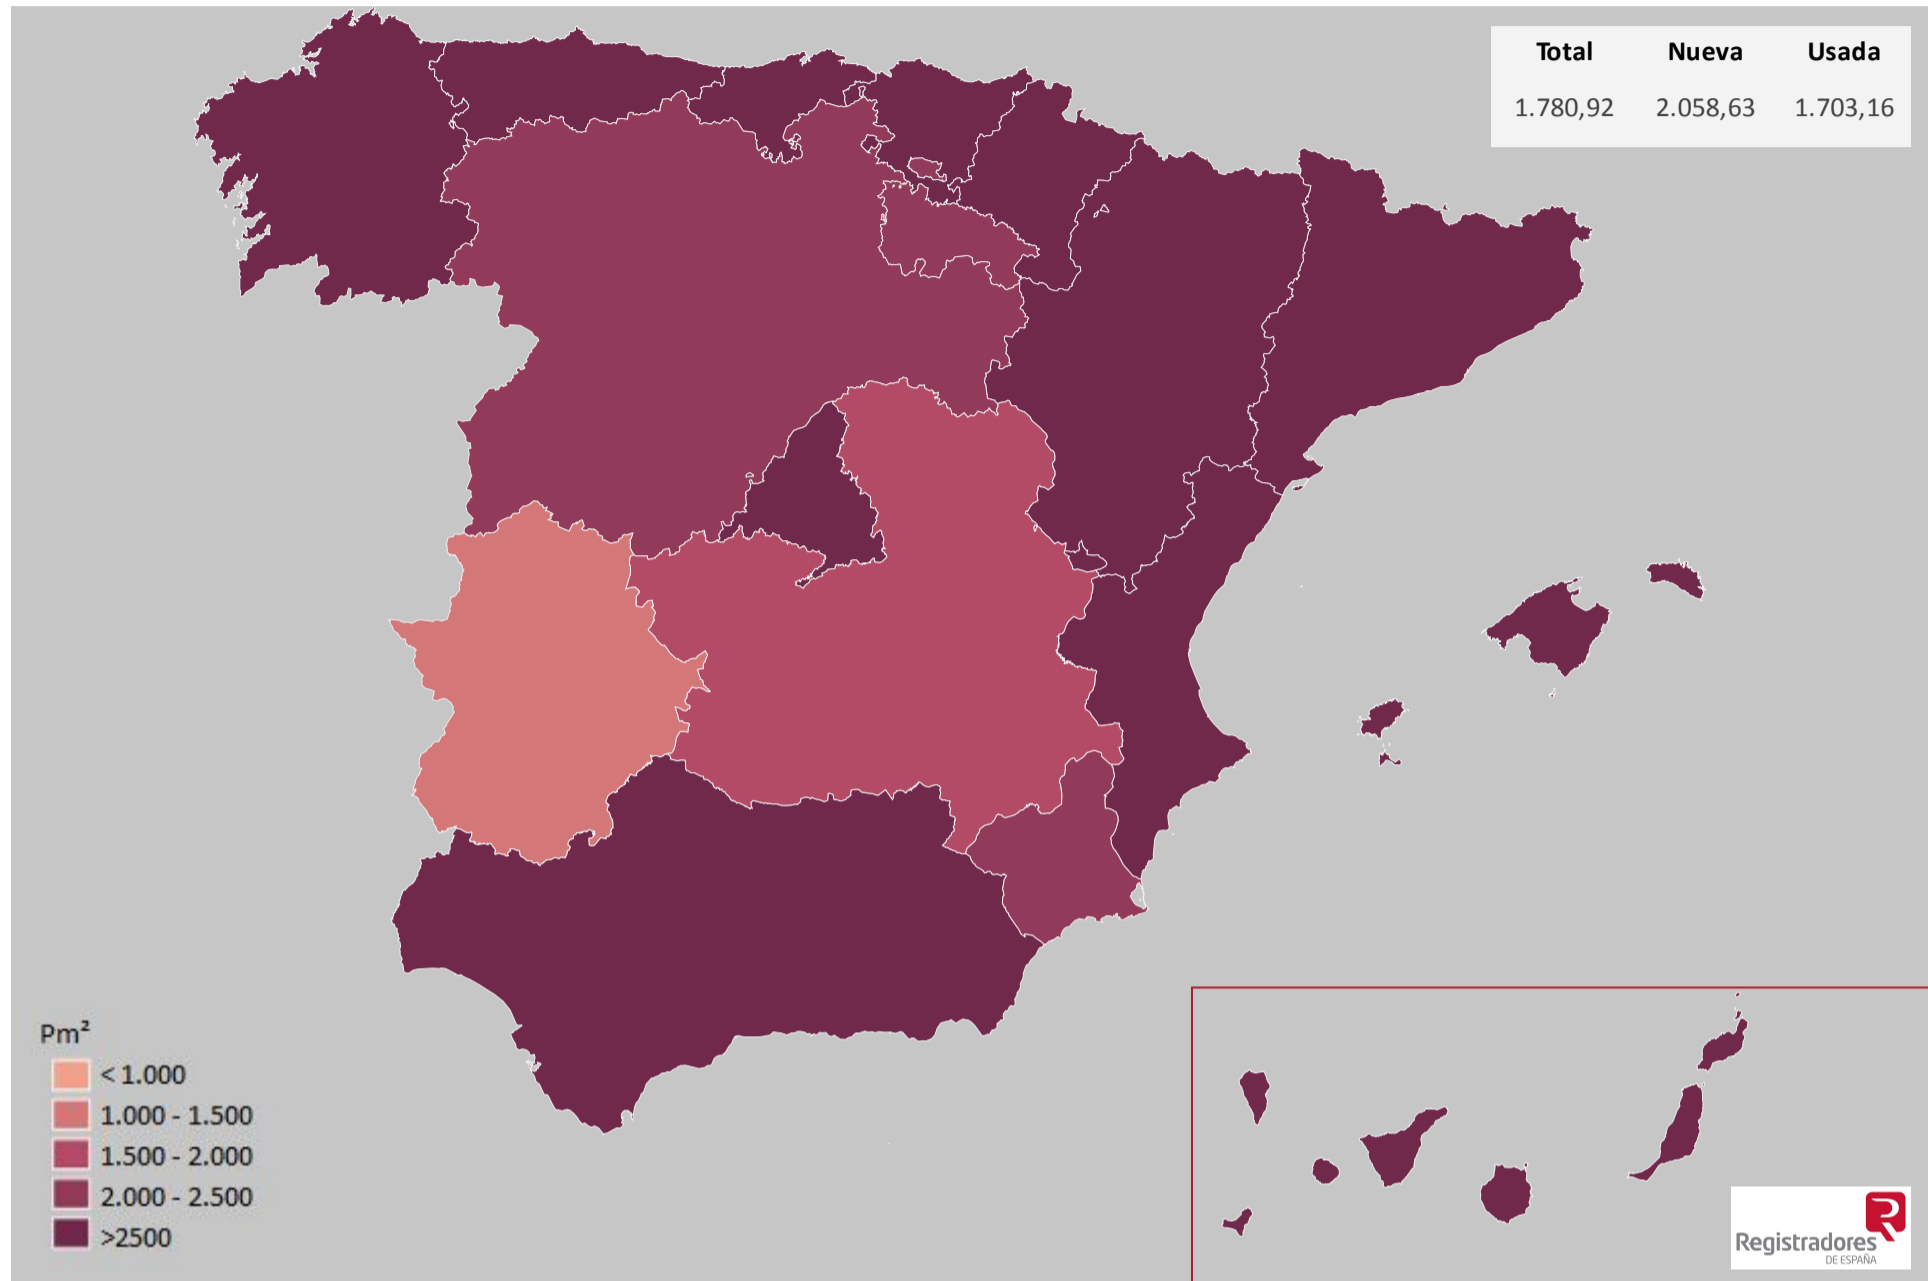 Total Nueva Usada
1.780,92 2.058,63 1.703,16
Pm²
< 1.000
1.000 - 1.500
1.500 - 2.000
2.000 - 2.500
>2500
Registradores
DE ESPAÑA